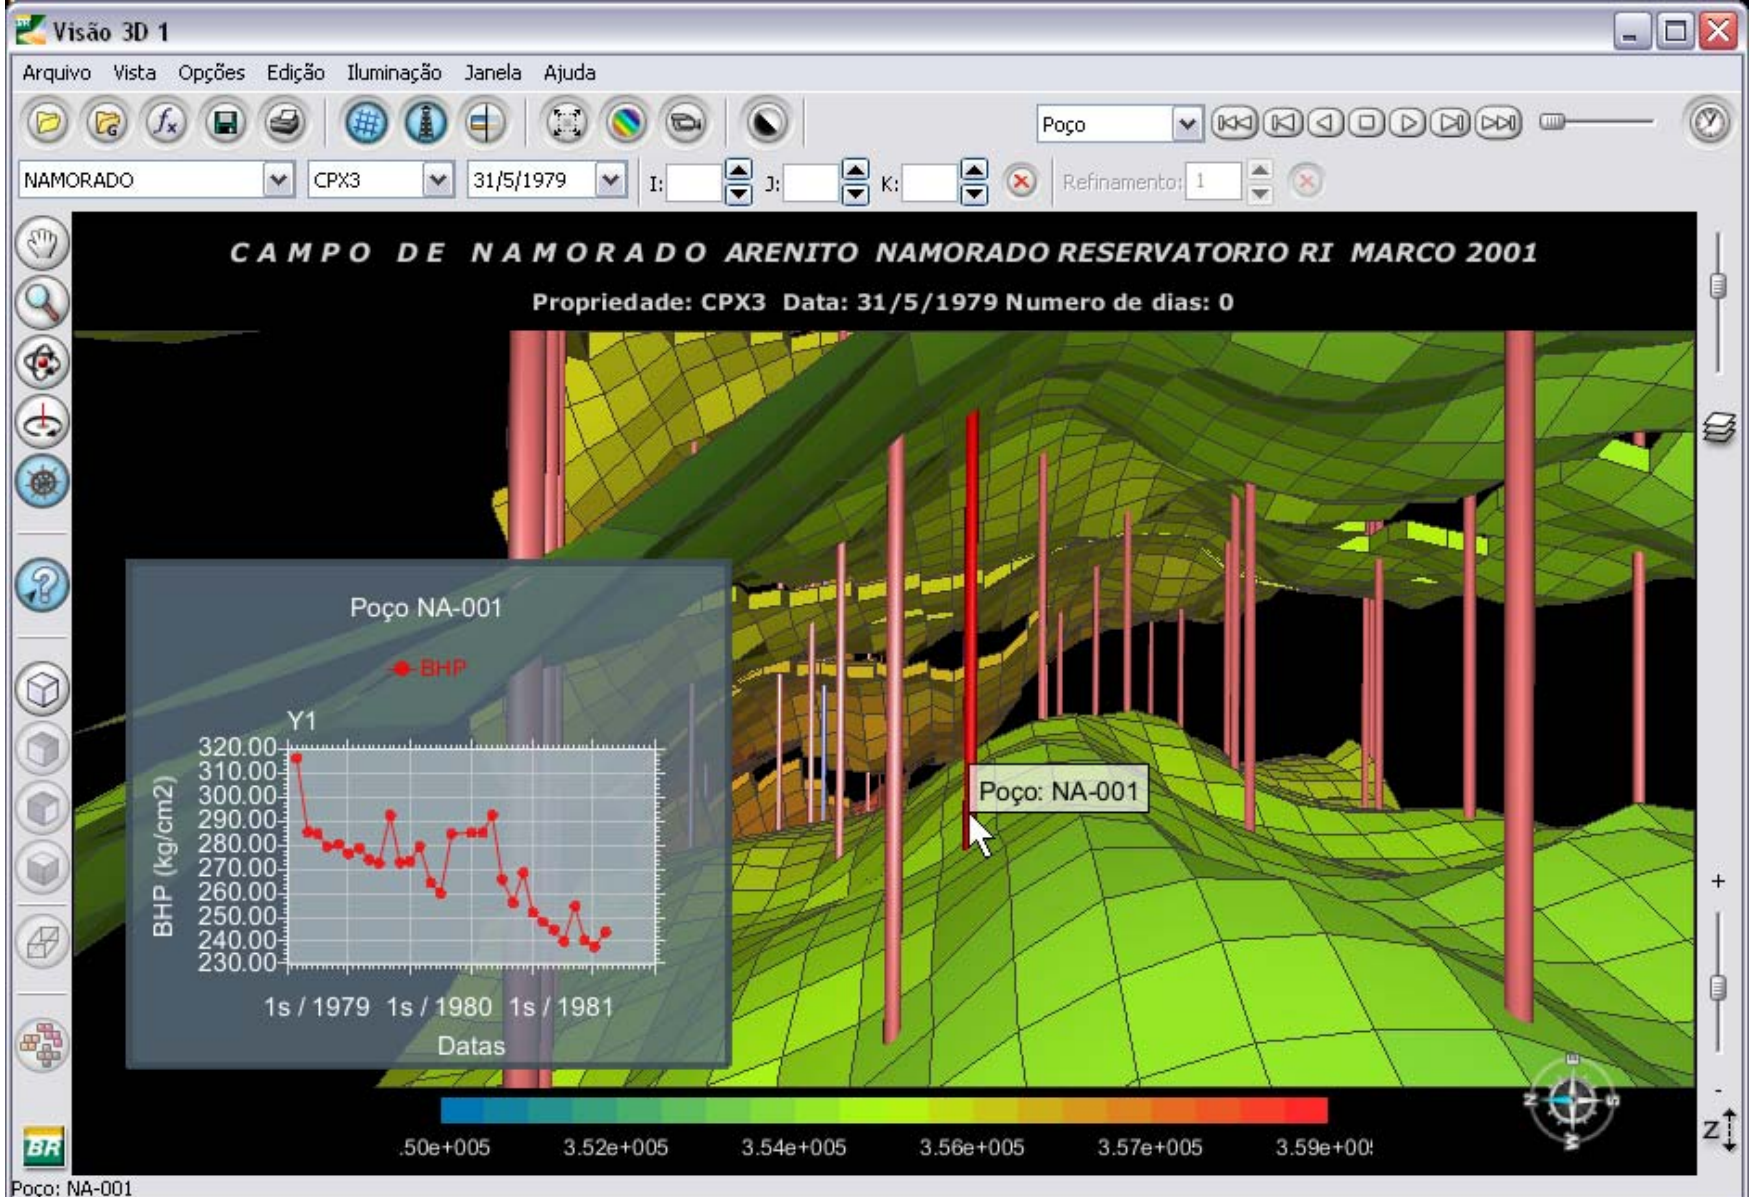 Visão 3D 1
Arquivo Vista Opções Edição Iluminação Janela Ajuda
Poço
NAMORADO CPX3 31/5/1979 I: J: K: Refinamento: 1
CAMPO DE NAMORADO ARENITO NAMORADO RESERVATORIO RI MARCO 2001
Propriedade: CPX3 Data: 31/5/1979 Numero de dias: 0
Poço NA-001
BHP
Y1
320.00
310.00
300.00
290.00
280.00
270.00
260.00
250.00
240.00
230.00
BHP (kg/cm2)
1s / 1979 1s / 1980 1s / 1981
Datas
Poço: NA-001
+
-
Z
E
N S
W
.50e+005 3.52e+005 3.54e+005 3.56e+005 3.57e+005 3.59e+00
BR
Poço: NA-001